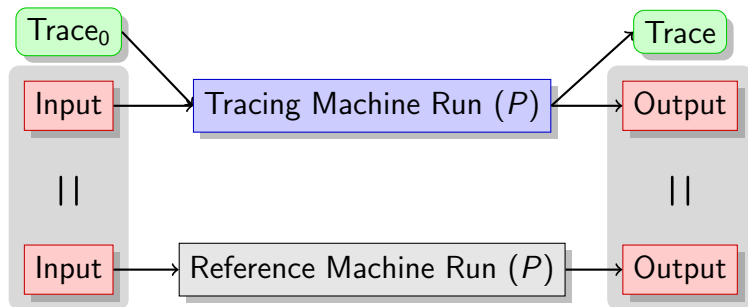 Trace₀
Trace
Input
Tracing Machine Run (P)
Output
=
=
Input
Reference Machine Run (P)
Output